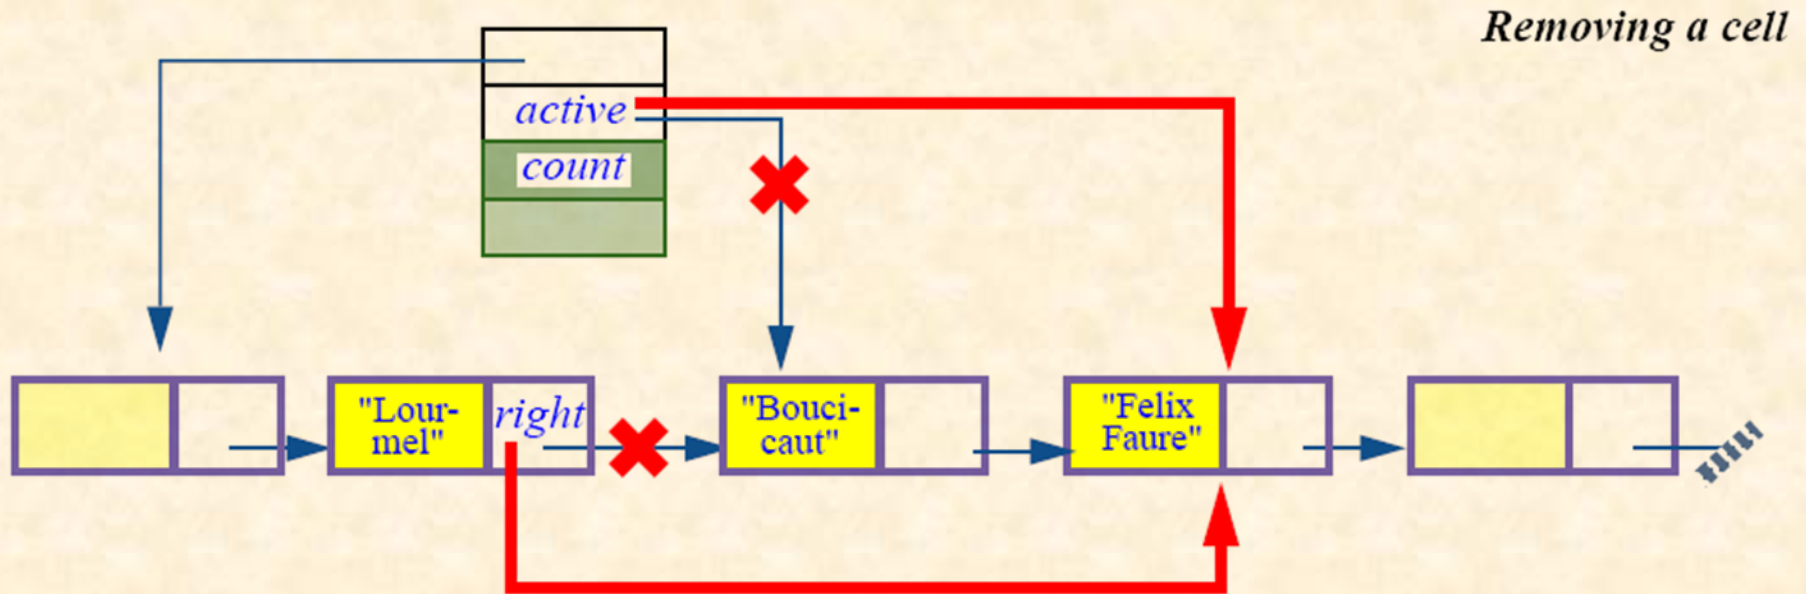 Removing a cell
active
count
"Lour-
mel"
right
"Bouci-
caut"
"Felix
Faure"